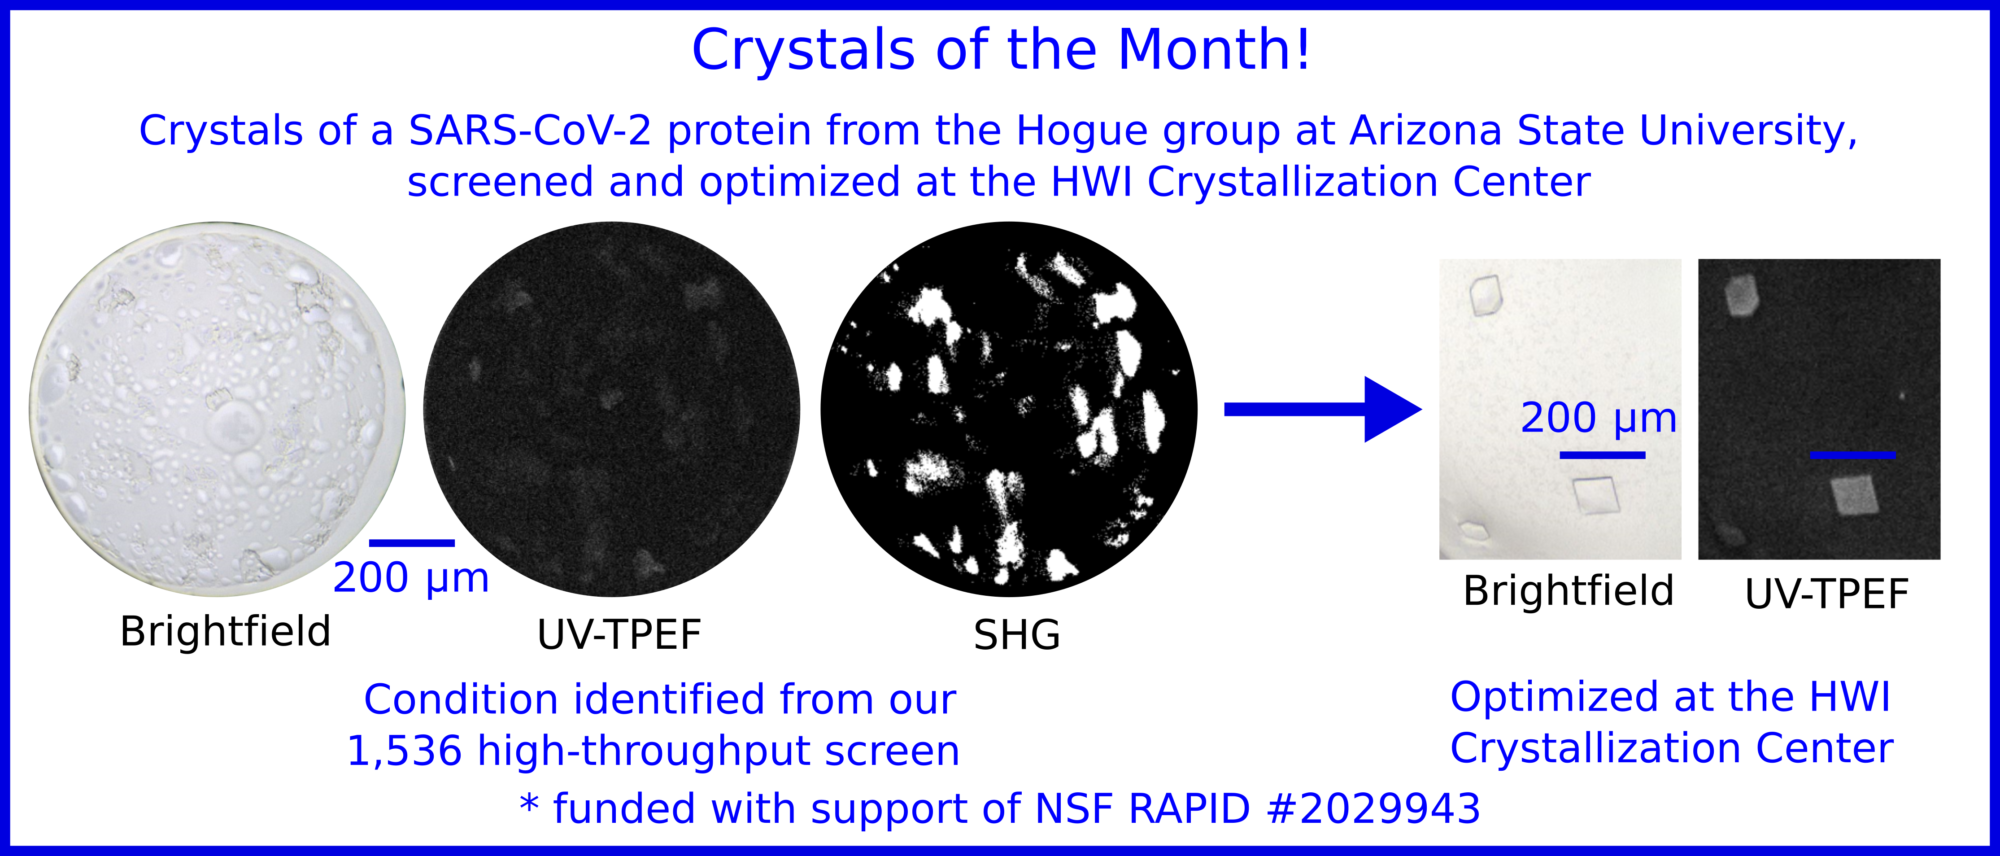 Crystals of the Month!
Crystals of a SARS-CoV-2 protein from the Hogue group at Arizona State University,
screened and optimized at the HWI Crystallization Center
200 µm
Brightfield
UV-TPEF
SHG
200 µm
Brightfield
UV-TPEF
Condition identified from our
1,536 high-throughput screen
Optimized at the HWI
Crystallization Center
* funded with support of NSF RAPID #2029943